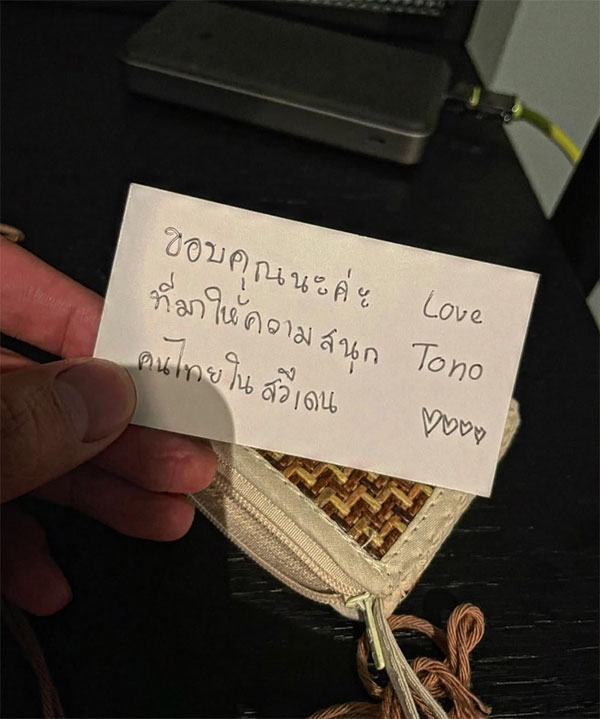 ขอบคุณนะค่ะ
ที่มาให้ความสนุก
คนไทยใน สวีเดน
Love
Tono